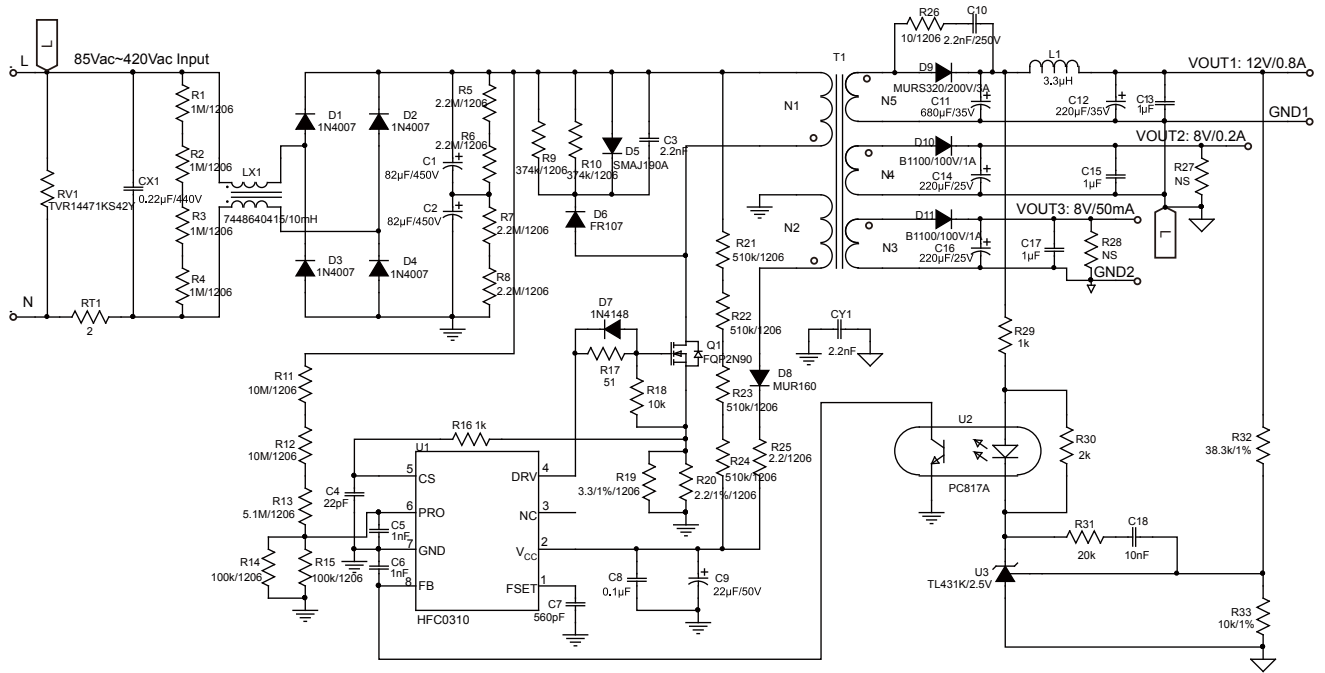 R26
10/1206
C10
2.2nF/250V
L
85Vac~420Vac Input
L
T1
D9
MURS320/200V/3A
L1
3.3µH
VOUT1: 12V/0.8A
R1
1M/1206
R2
1M/1206
R3
1M/1206
R4
1M/1206
RV1
TVR14471KS42Y
CX1
0.22µF/440V
LX1
7448640415/10mH
N
RT1
2
D1
1N4007
D2
1N4007
D3
1N4007
D4
1N4007
C1
82µF/450V
C2
82µF/450V
R5
2.2M/1206
R6
2.2M/1206
R7
2.2M/1206
R8
2.2M/1206
R9
374k/1206
R10
374k/1206
D5
SMAJ190A
C3
2.2nF
D6
FR107
N1
N5
N4
N2
N3
C11
680µF/35V
C12
220µF/35V
C13
1µF
GND1
D10
B1100/100V/1A
VOUT2: 8V/0.2A
C14
220µF/25V
C15
1µF
R27
NS
D11
B1100/100V/1A
VOUT3: 8V/50mA
C16
220µF/25V
C17
1µF
R28
NS
GND2
L
R21
510k/1206
R22
510k/1206
R23
510k/1206
R24
510k/1206
D7
1N4148
R17
51
R18
10k
Q1
FQP2N90
D8
MUR160
R25
2.2/1206
CY1
2.2nF
R29
1k
U2
PC817A
R30
2k
R31
20k
C18
10nF
U3
TL431K/2.5V
R32
38.3k/1%
R33
10k/1%
R11
10M/1206
R12
10M/1206
R13
5.1M/1206
R14
100k/1206
R15
100k/1206
R16 1k
U1
C4
22pF
C5
1nF
C6
1nF
5
CS
6
PRO
7
GND
8
FB
DRV
4
NC
3
VCC
2
FSET
1
HFC0310
C7
560pF
R19
3.3/1%/1206
R20
2.2/1%/1206
C8
0.1µF
C9
22µF/50V